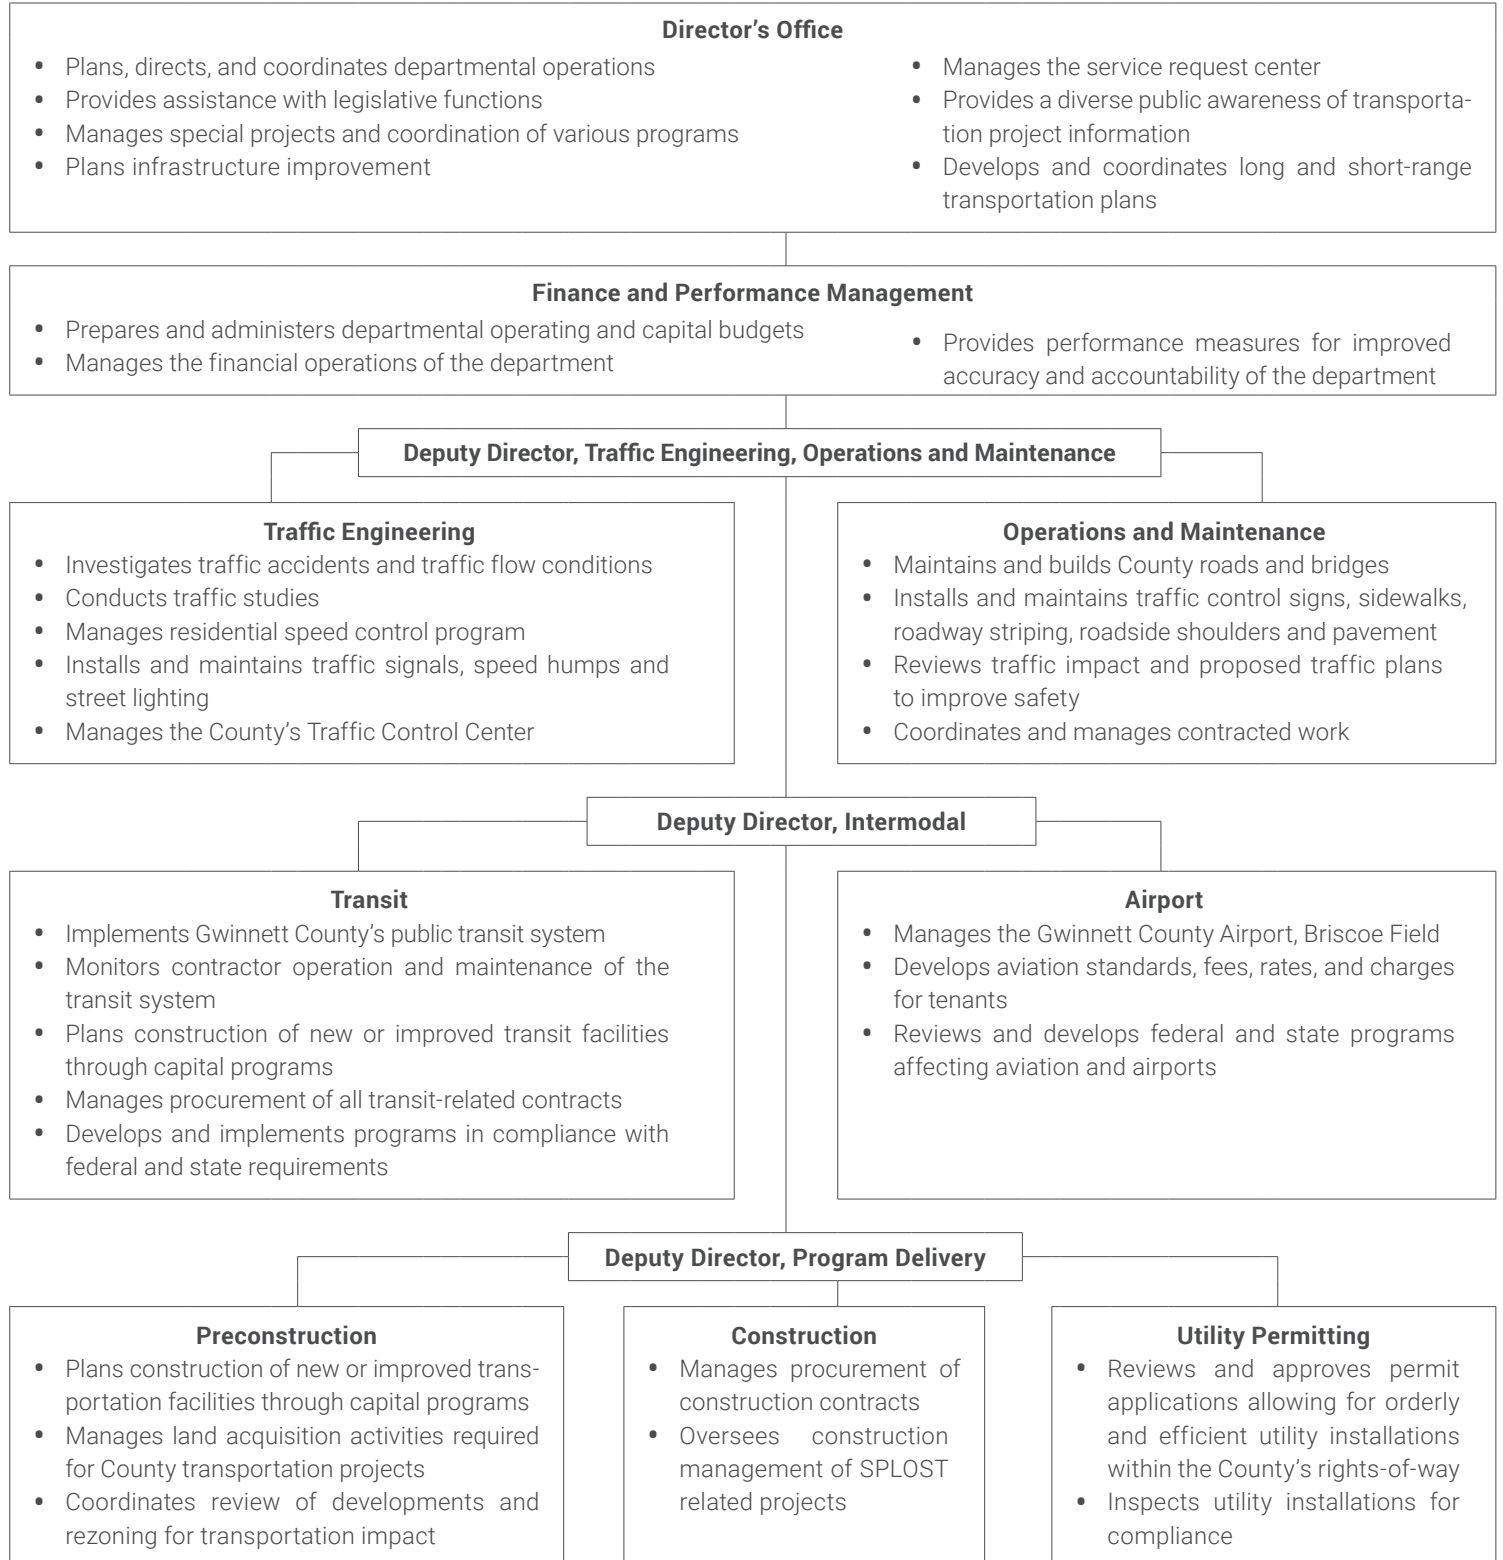 Director's Office
• Plans, directs, and coordinates departmental operations
• Provides assistance with legislative functions
• Manages special projects and coordination of various programs
• Plans infrastructure improvement
• Manages the service request center
• Provides a diverse public awareness of transporta-
tion project information
• Develops and coordinates long and short-range
transportation plans
Finance and Performance Management
• Prepares and administers departmental operating and capital budgets
• Manages the financial operations of the department
• Provides performance measures for improved
accuracy and accountability of the department
Deputy Director, Traffic Engineering, Operations and Maintenance
Traffic Engineering
• Investigates traffic accidents and traffic flow conditions
• Conducts traffic studies
• Manages residential speed control program
• Installs and maintains traffic signals, speed humps and
street lighting
• Manages the County's Traffic Control Center
Operations and Maintenance
• Maintains and builds County roads and bridges
• Installs and maintains traffic control signs, sidewalks,
roadway striping, roadside shoulders and pavement
• Reviews traffic impact and proposed traffic plans
to improve safety
• Coordinates and manages contracted work
Deputy Director, Intermodal
Transit
• Implements Gwinnett County's public transit system
• Monitors contractor operation and maintenance of the
transit system
• Plans construction of new or improved transit facilities
through capital programs
• Manages procurement of all transit-related contracts
• Develops and implements programs in compliance with
federal and state requirements
Airport
• Manages the Gwinnett County Airport, Briscoe Field
• Develops aviation standards, fees, rates, and charges
for tenants
• Reviews and develops federal and state programs
affecting aviation and airports
Deputy Director, Program Delivery
Preconstruction
• Plans construction of new or improved trans-
portation facilities through capital programs
• Manages land acquisition activities required
for County transportation projects
• Coordinates review of developments and
rezoning for transportation impact
Construction
• Manages procurement of
construction contracts
• Oversees construction
management of SPLOST
related projects
Utility Permitting
• Reviews and approves permit
applications allowing for orderly
and efficient utility installations
within the County's rights-of-way
• Inspects utility installations for
compliance